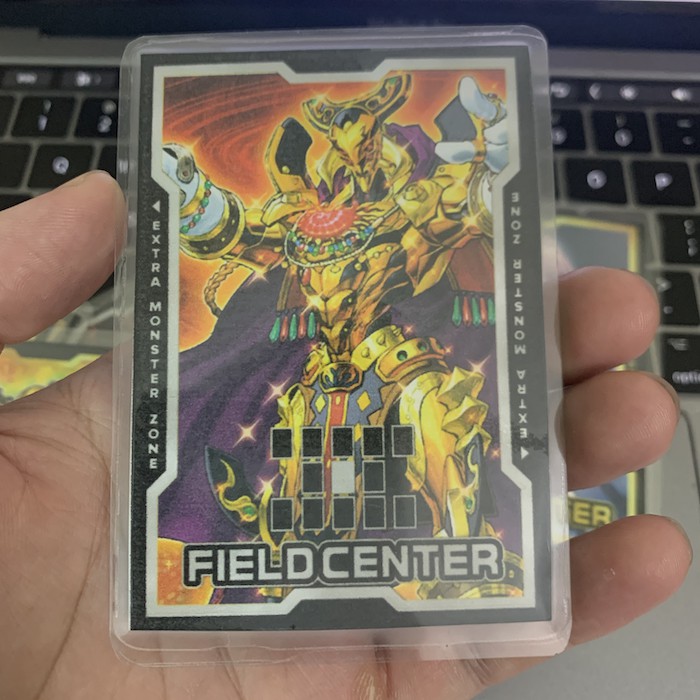 ◀ EXTRA MONSTER ZONE
◀ EXTRA MONSTER ZONE
FIELD CENTER
Q